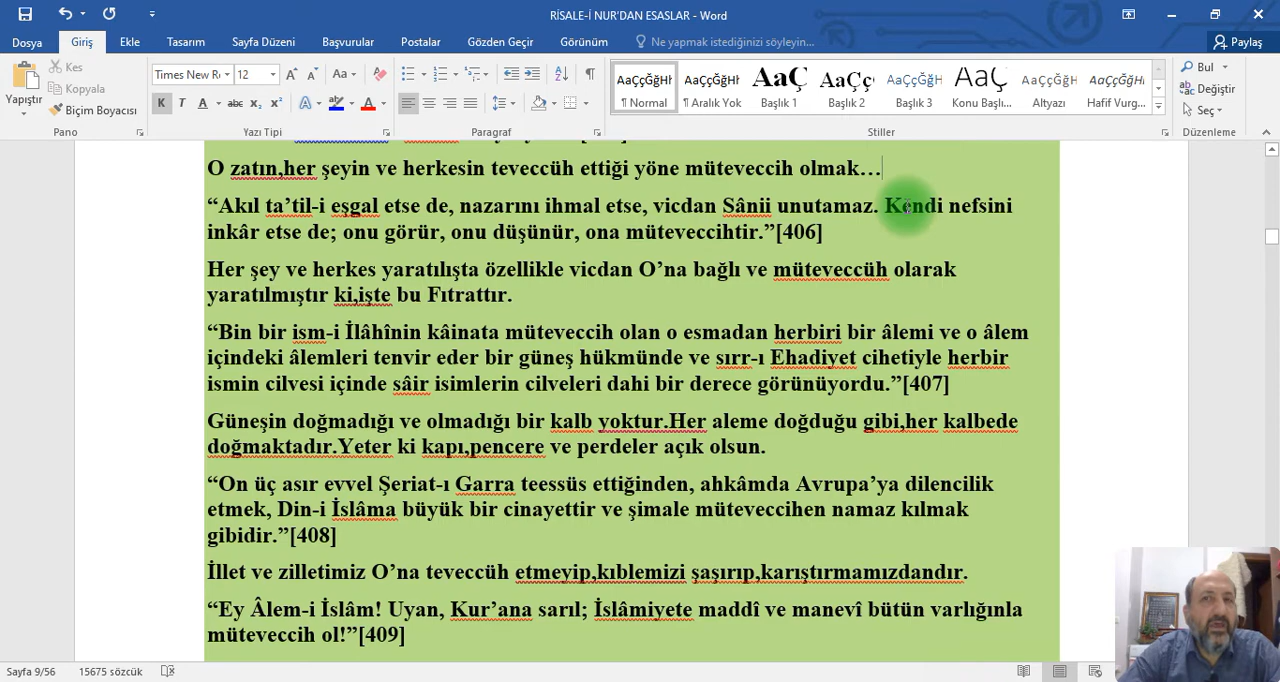 RİSALE-İ NUR'DAN ESASLAR - Word
Dosya Giriş Ekle Tasarım Sayfa Düzeni Başvurular Postalar Gözden Geçir Görünüm Ne yapmak istediğinizi söyleyin... Paylaş
Yapıştır
Kes
Kopyala
Biçim Boyacısı
Pano
Times New Ro 12
Yazı Tipi
Paragraf
AaÇçĞğHł AaÇçĞğHł AaÇ AaÇç AaÇçĞğł AaÇ AaÇçĞğH AaÇçĞğH
¶ Normal ¶ Aralık Yok Başlık 1 Başlık 2 Başlık 3 Konu Başlı... Altyazı Hafif Vurg...
Stiller
Bul
Değiştir
Seç
Düzenleme
O zatın,her şeyin ve herkesin teveccüh ettiği yöne müteveccih olmak…
“Akıl ta’til-i eşgal etse de, nazarını ihmal etse, vicdan Sânii unutamaz. Kendi nefsini
inkâr etse de; onu görür, onu düşünür, ona müteveccihtir.”[406]
Her şey ve herkes yaratılışta özellikle vicdan O’na bağlı ve müteveccüh olarak
yaratılmıştır ki,işte bu Fıtrattır.
“Bin bir ism-i İlâhînin kâinata müteveccih olan o esmadan herbiri bir âlemi ve o âlem
içindeki âlemleri tenvir eder bir güneş hükmünde ve sırr-ı Ehadiyet cihetiyle herbir
ismin cilvesi içinde sâir isimlerin cilveleri dahi bir derece görünüyordu.”[407]
Güneşin doğmadığı ve olmadığı bir kalb yoktur.Her aleme doğduğu gibi,her kalbede
doğmaktadır.Yeter ki kapı,pencere ve perdeler açık olsun.
“On üç asır evvel Şeriat-ı Garra teessüs ettiğinden, ahkâmda Avrupa’ya dilencilik
etmek, Din-i İslâma büyük bir cinayettir ve şimale müteveccihen namaz kılmak
gibidir.”[408]
İllet ve zilletimiz O’na teveccüh etmeyip,kıblemizi şaşırıp,karıştırmamızdandır.
“Ey Âlem-i İslâm! Uyan, Kur’ana sarıl; İslâmiyete maddî ve manevî bütün varlığınla
müteveccih ol!”[409]
Sayfa 9/56 15675 sözcük